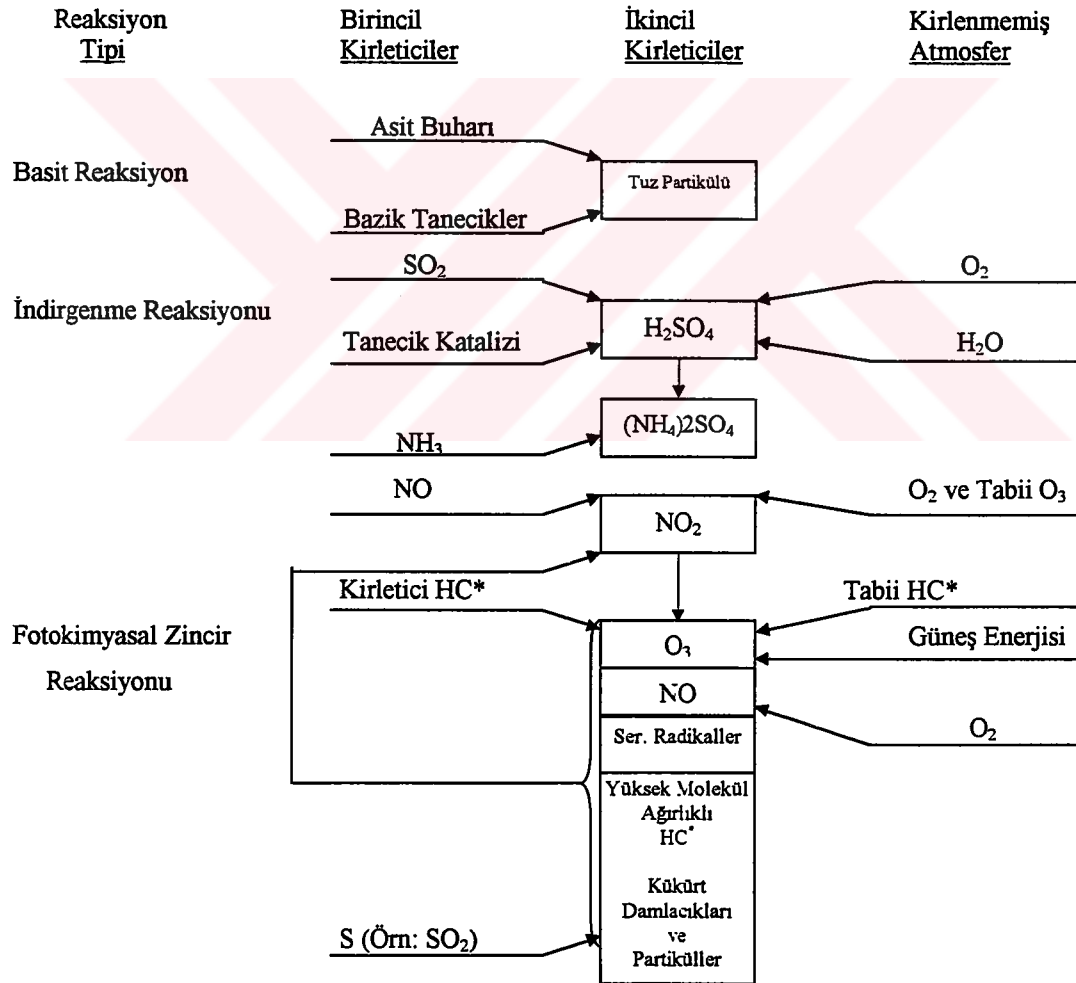 Reaksiyon Tipi
Birincil Kirleticiler
İkincil Kirleticiler
Kirlenmemiş Atmosfer
Asit Buharı
Basit Reaksiyon
Tuz Partikülü
Bazik Tanecikler
SO₂
O₂
İndirgenme Reaksiyonu
H₂SO₄
Tanecik Katalizi
H₂O
(NH₄)2SO₄
NH₃
NO
O₂ ve Tabii O₃
NO₂
Kirletici HC*
Tabii HC*
Fotokimyasal Zincir
Reaksiyonu
O₃
Güneş Enerjisi
NO
O₂
Ser. Radikaller
Yüksek Molekül
Ağırlıklı
HC*
Kükürt
Damlacıkları
ve
Partiküller
S (Örn: SO₂)